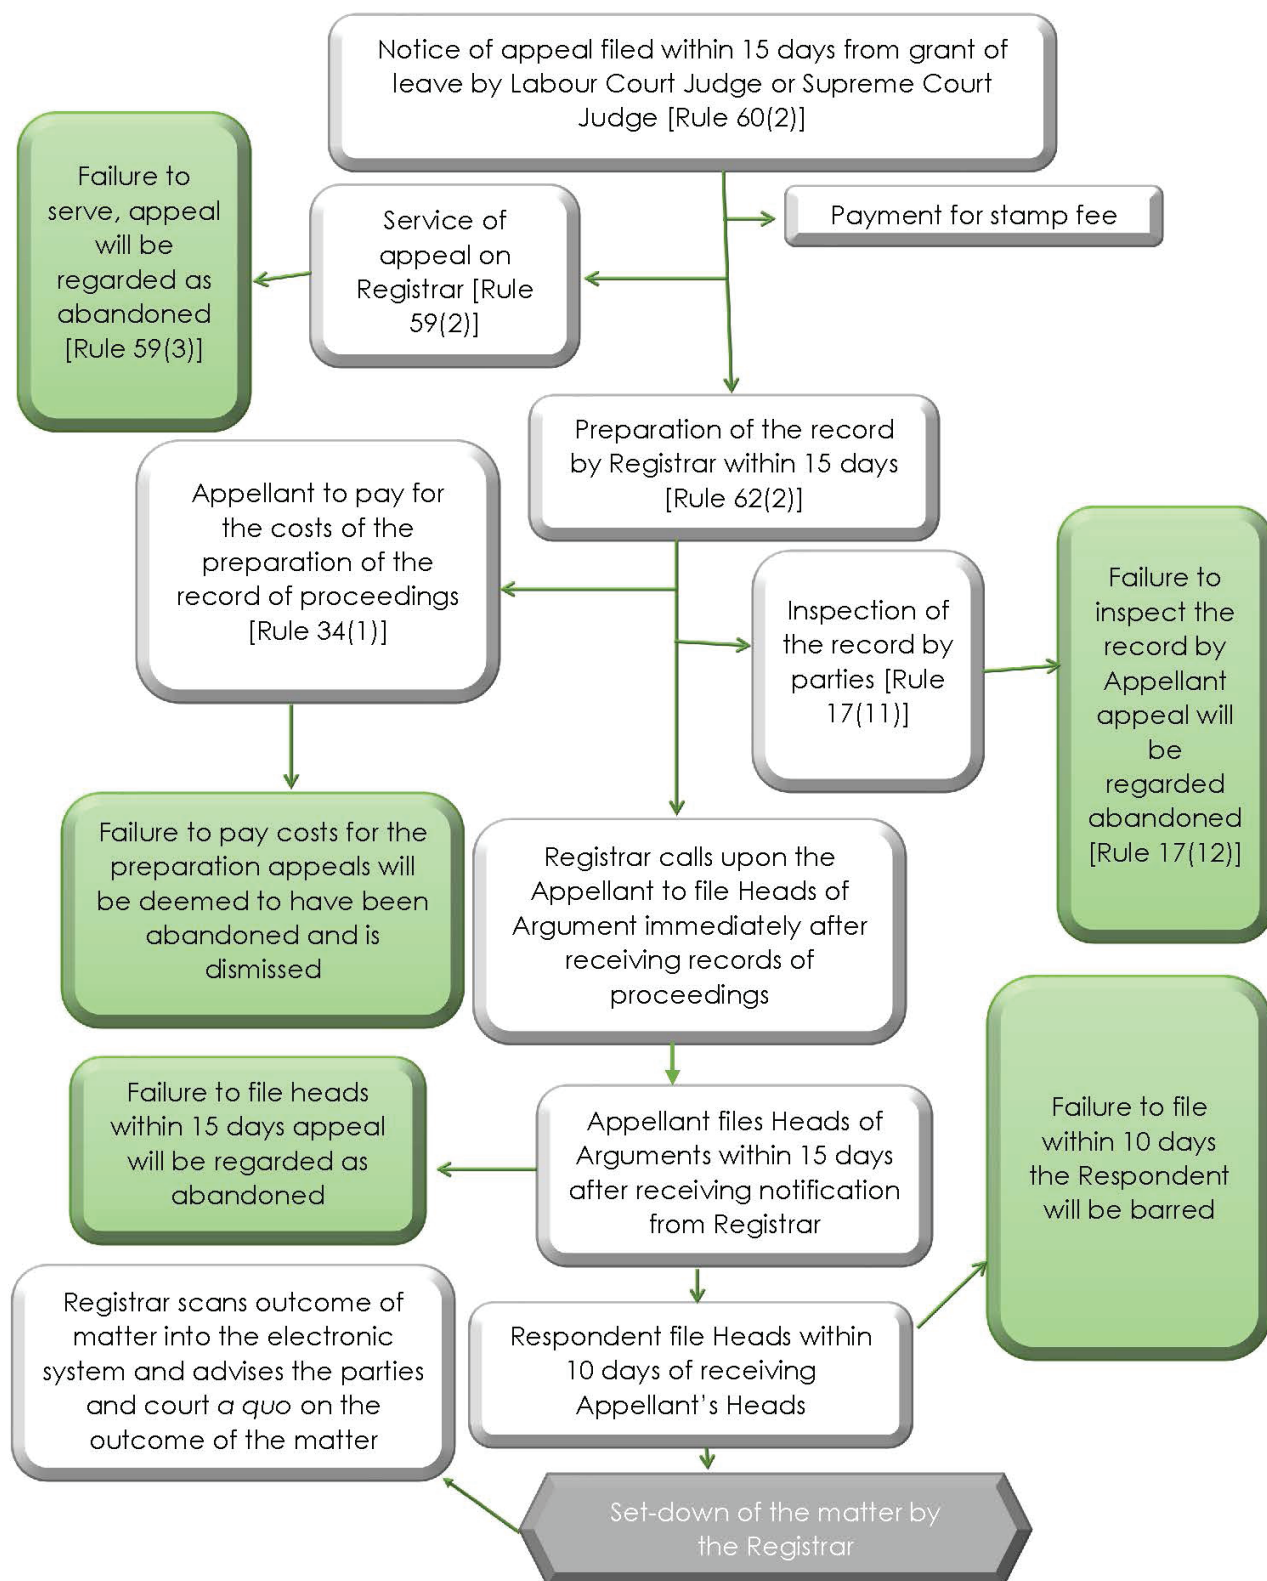 Notice of appeal filed within 15 days from grant of
leave by Labour Court Judge or Supreme Court
Judge [Rule 60(2)]
Failure to
serve, appeal
will be
regarded as
abandoned
[Rule 59(3)]
Service of
appeal on
Registrar [Rule
59(2)]
Payment for stamp fee
Preparation of the record
by Registrar within 15 days
[Rule 62(2)]
Appellant to pay for
the costs of the
preparation of the
record of proceedings
[Rule 34(1)]
Inspection of
the record by
parties [Rule
17(11)]
Failure to
inspect the
record by
Appellant
appeal will
be
regarded
abandoned
[Rule 17(12)]
Failure to pay costs for the
preparation appeals will
be deemed to have been
abandoned and is
dismissed
Registrar calls upon the
Appellant to file Heads of
Argument immediately after
receiving records of
proceedings
Failure to file heads
within 15 days appeal
will be regarded as
abandoned
Appellant files Heads of
Arguments within 15 days
after receiving notification
from Registrar
Failure to file
within 10 days
the Respondent
will be barred
Registrar scans outcome of
matter into the electronic
system and advises the parties
and court a quo on the
outcome of the matter
Respondent file Heads within
10 days of receiving
Appellant’s Heads
Set-down of the matter by
the Registrar